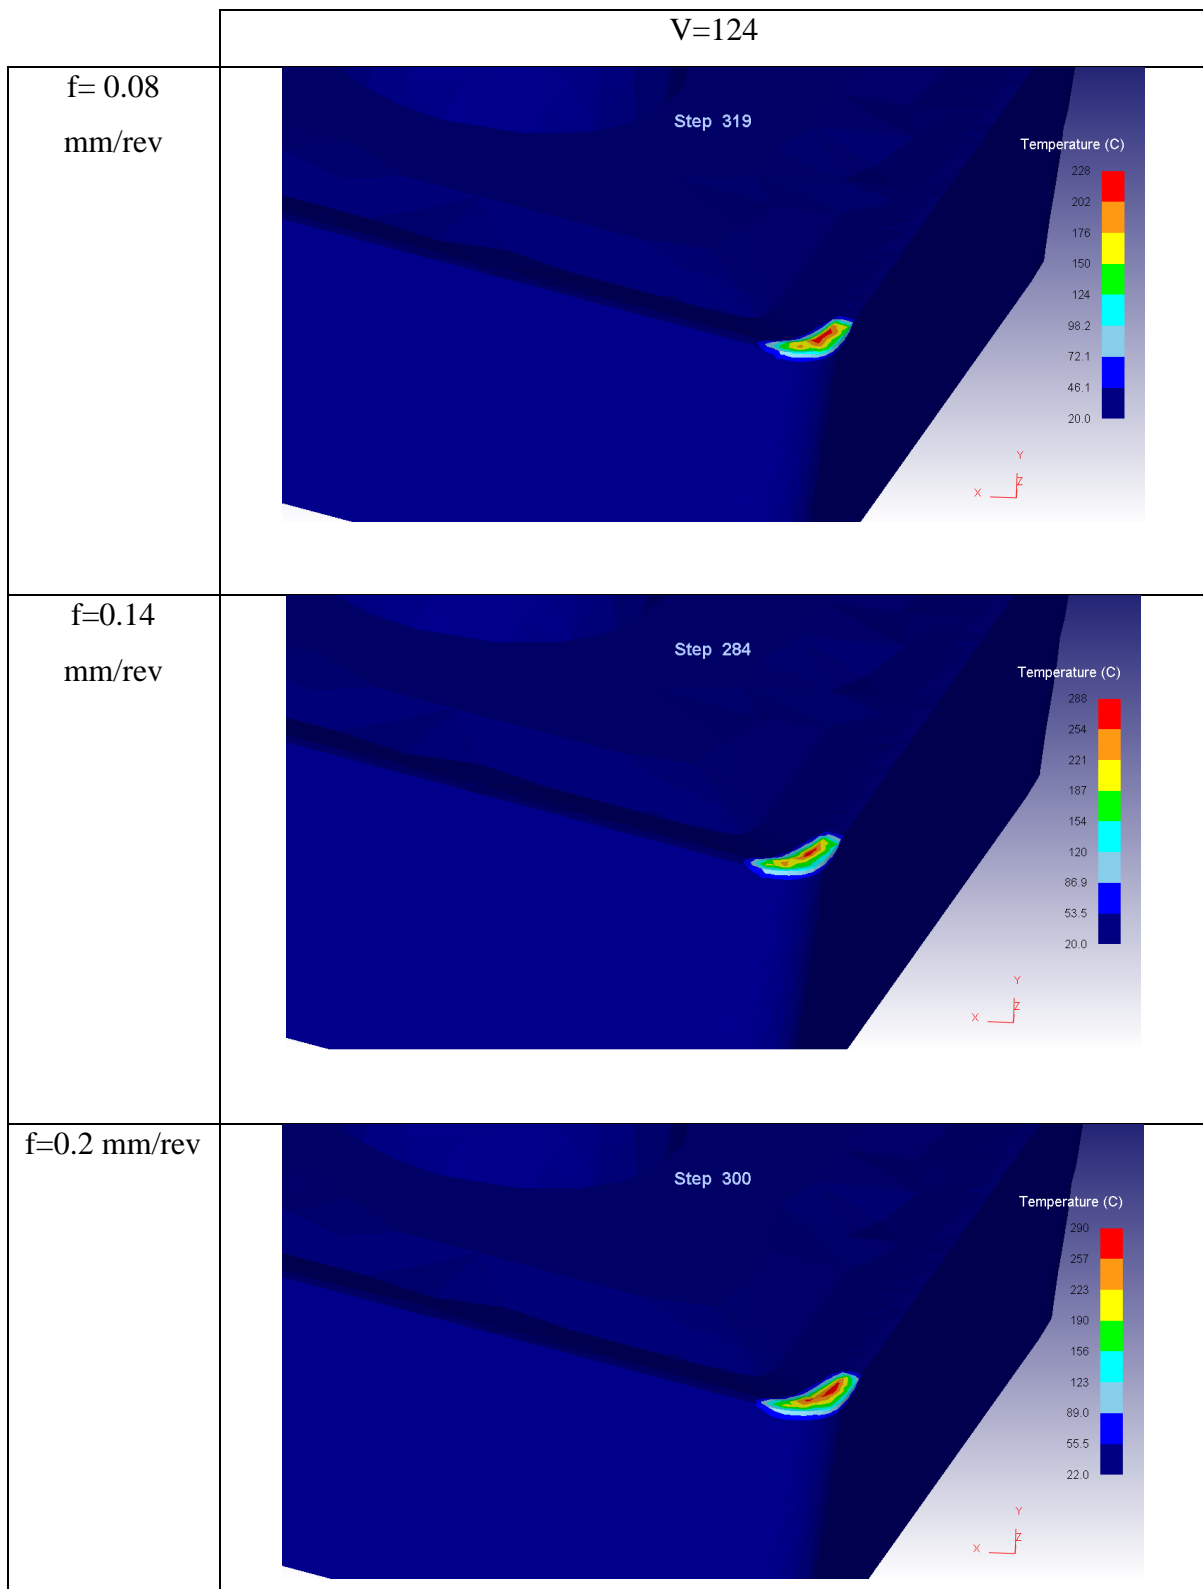 V=124
f= 0.08
mm/rev
Step 319
Temperature (C)
228
202
176
150
124
98.2
72.1
46.1
20.0
Y
Z
X
f=0.14
mm/rev
Step 284
Temperature (C)
288
254
221
187
154
120
86.9
53.5
20.0
Y
Z
X
f=0.2 mm/rev
Step 300
Temperature (C)
290
257
223
190
156
123
89.0
55.5
22.0
Y
Z
X